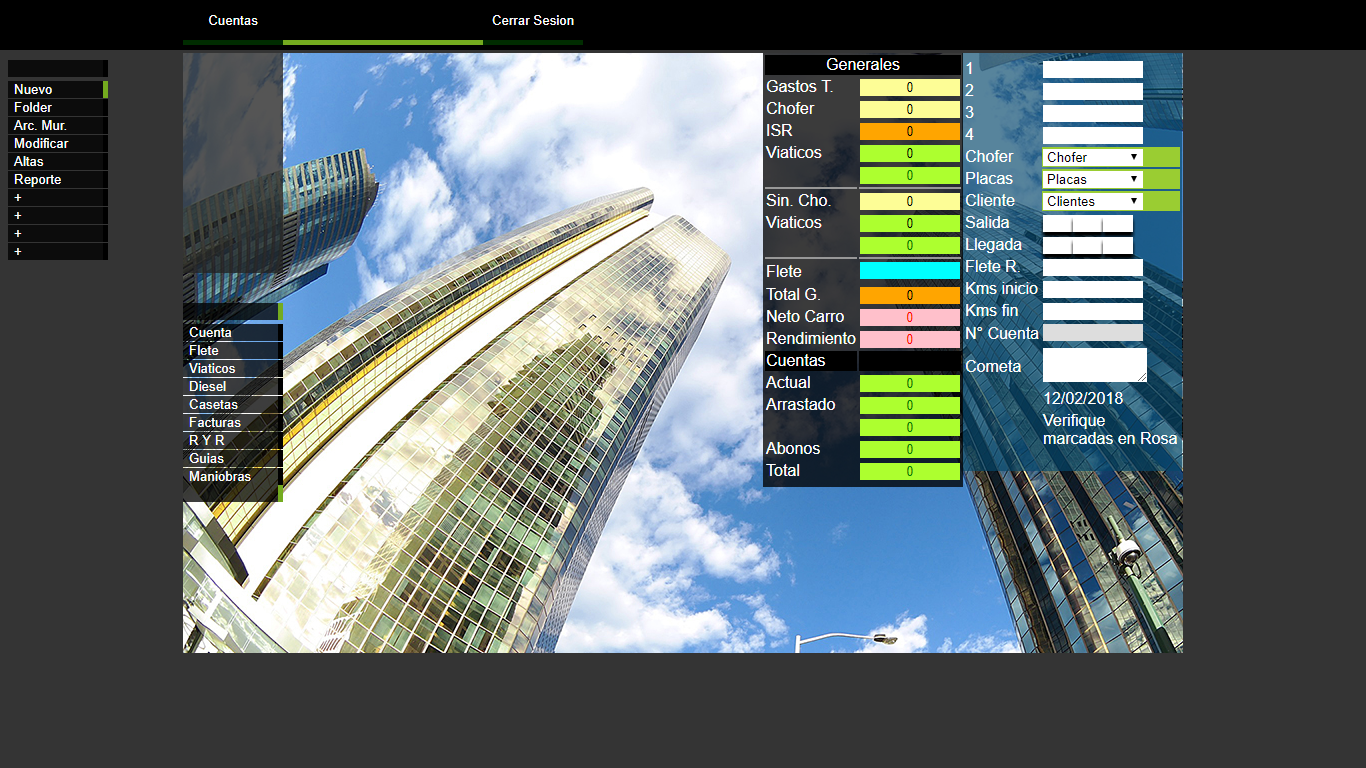 Cuentas
Cerrar Sesion
Nuevo
Folder
Arc. Mur.
Modificar
Altas
Reporte
+
+
+
+
Cuenta
Flete
Viaticos
Diesel
Casetas
Facturas
R Y R
Guias
Maniobras
Generales
Gastos T. 0
Chofer 0
ISR 0
Viaticos 0
0
Sin. Cho. 0
Viaticos 0
0
Flete
Total G. 0
Neto Carro 0
Rendimiento 0
Cuentas
Actual 0
Arrastado 0
0
Abonos 0
Total 0
1
2
3
4
Chofer Chofer
Placas Placas
Cliente Clientes
Salida
Llegada
Flete R.
Kms inicio
Kms fin
N° Cuenta
Cometa
12/02/2018
Verifique
marcadas en Rosa